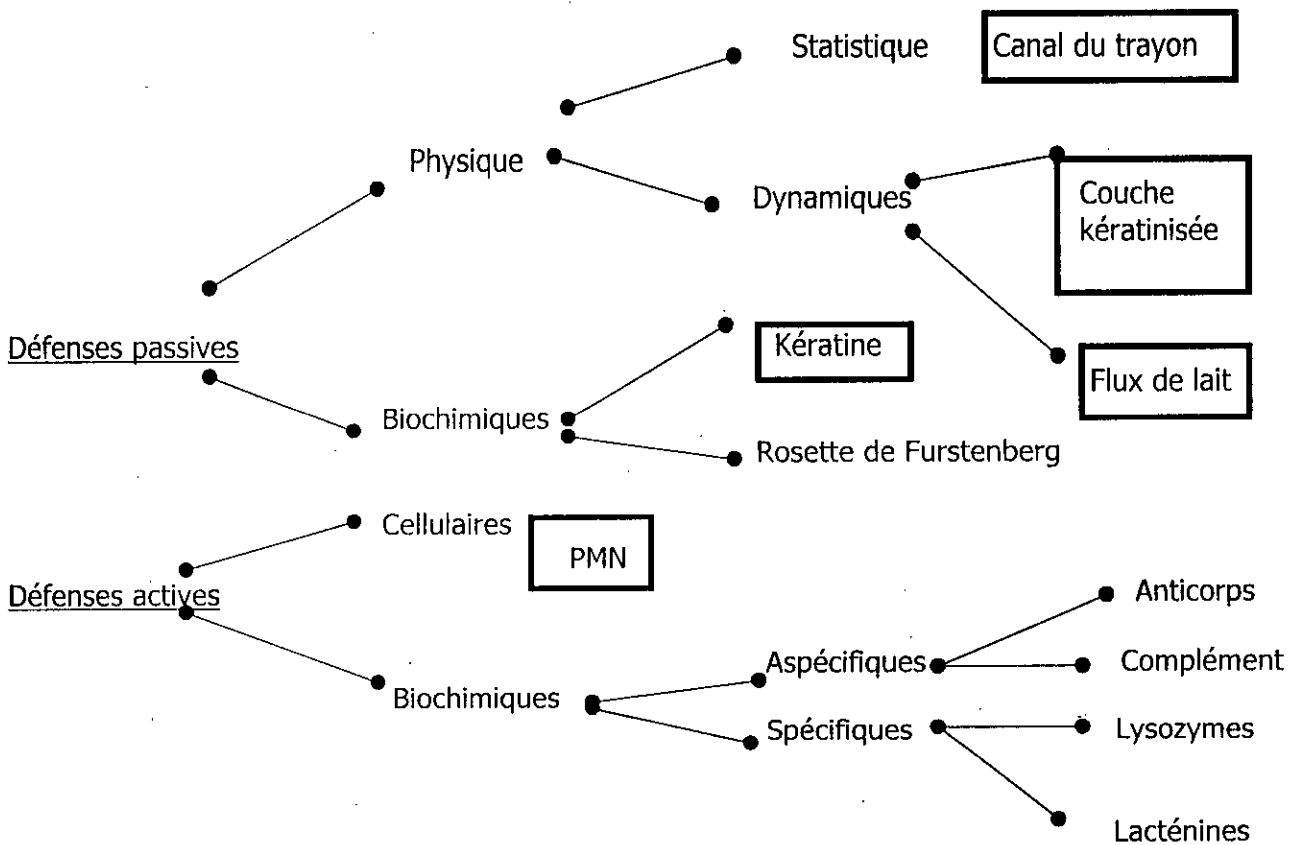 Statistique Canal du trayon
Physique
Dynamiques Couche
kératinisée
Défenses passives Kératine
Flux de lait
Biochimiques
Rosette de Furstenberg
Cellulaires PMN
Défenses actives Anticorps
Aspécifiques Complément
Biochimiques
Spécifiques Lysozymes
Lacténines